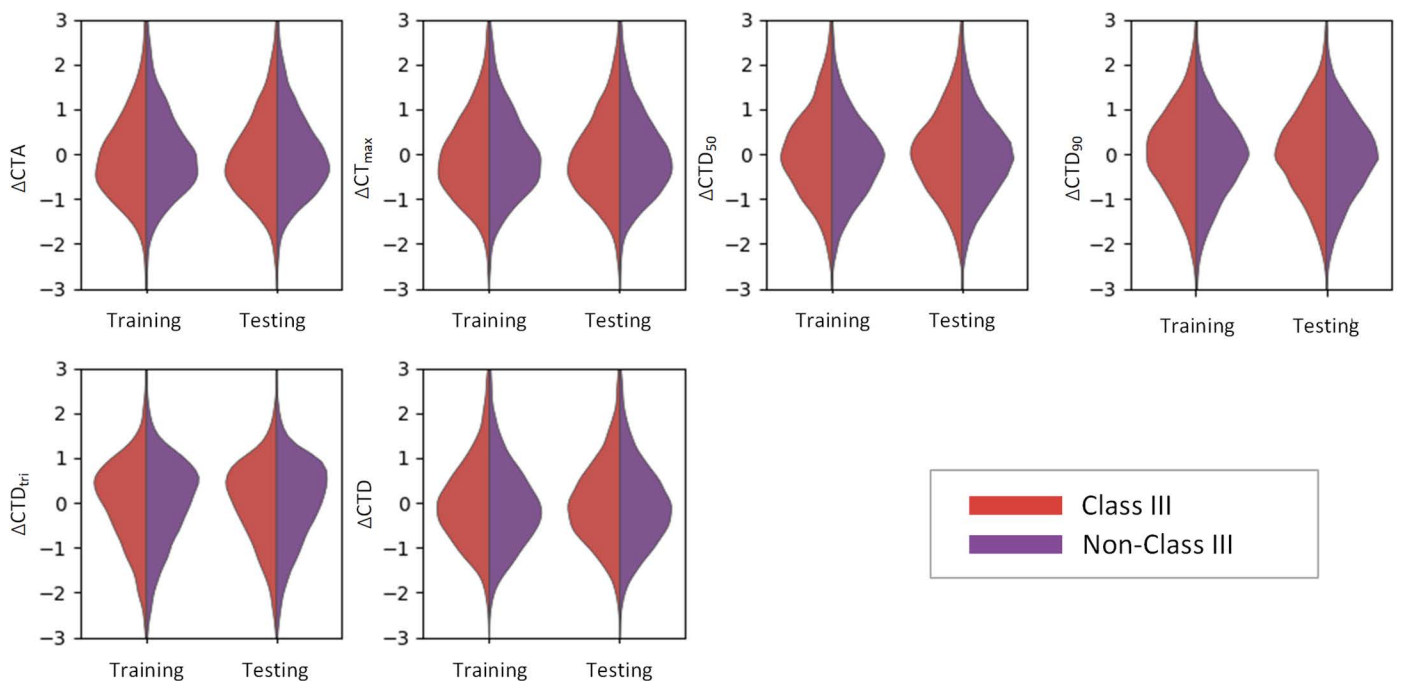 3 3 3 3
2 2 2 2
1 1 1 1
0 0 0 0
−1 −1 −1 −1
−2 −2 −2 −2
−3 −3 −3 −3
ΔCTA ΔCTmax ΔCTD50 ΔCTD90
Training Testing Training Testing Training Testing Training Testing
3 3
2 2
1 1
0 0
−1 −1
−2 −2
−3 −3
ΔCTDtri ΔCTD
Training Testing Training Testing
Class III
Non-Class III